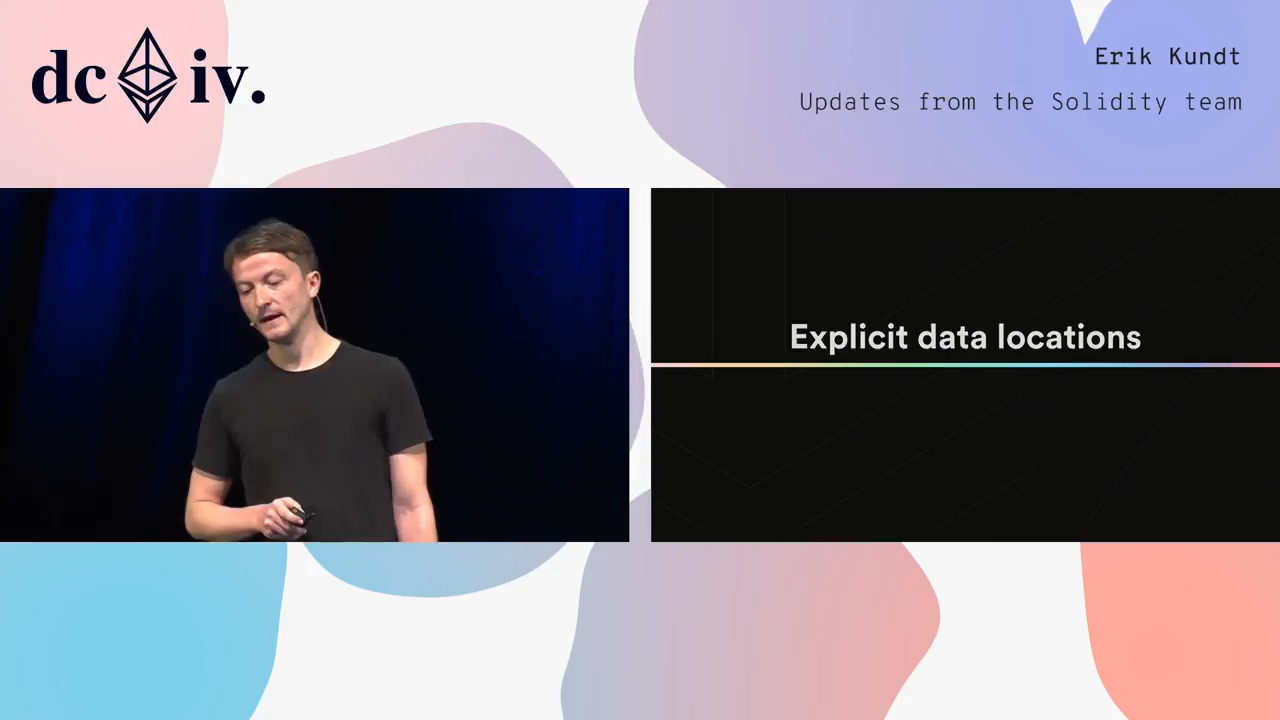 dc iv.
Erik Kundt
Updates from the Solidity team
Explicit data locations